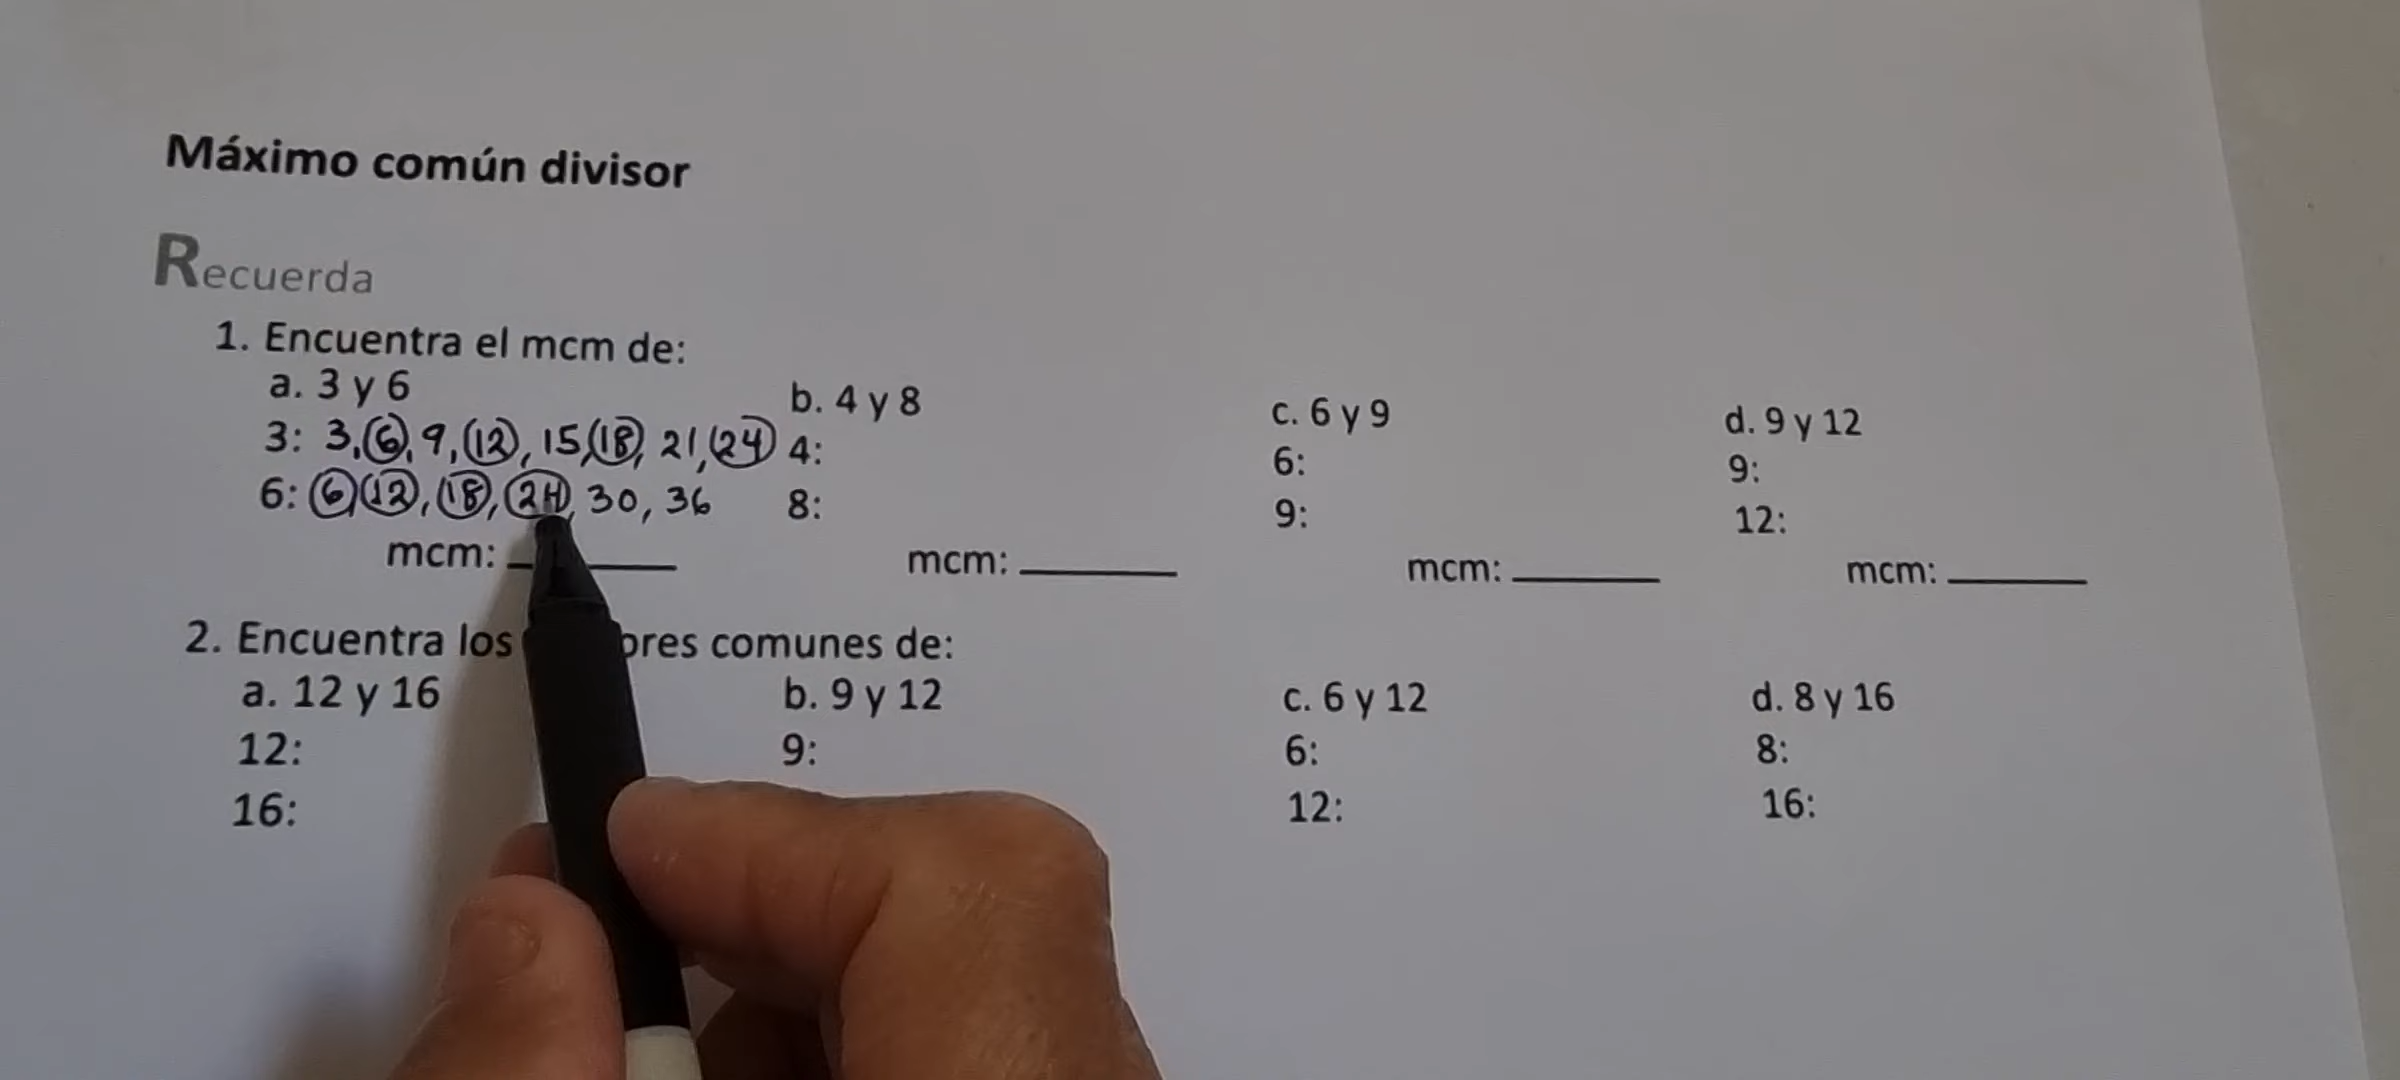 Máximo común divisor
Recuerda
1. Encuentra el mcm de:
a. 3 y 6
3: 3, 6, 9, 12, 15, 18, 21, 24
6: 6 12, 18, 24, 30, 36
mcm:
b. 4 y 8
4:
8:
mcm: ________
c. 6 y 9
6:
9:
mcm: ________
d. 9 y 12
9:
12:
mcm: ________
2. Encuentra los comunes de:
a. 12 y 16
12:
16:
b. 9 y 12
9:
c. 6 y 12
6:
12:
d. 8 y 16
8:
16: